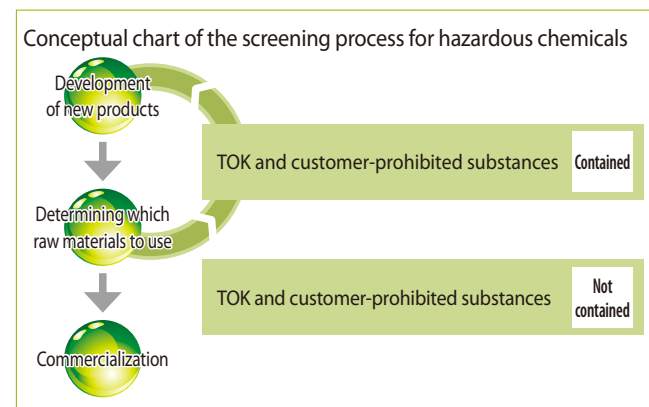 Conceptual chart of the screening process for hazardous chemicals
Development
of new products
TOK and customer-prohibited substances
Contained
Determining which
raw materials to use
TOK and customer-prohibited substances
Not
contained
Commercialization